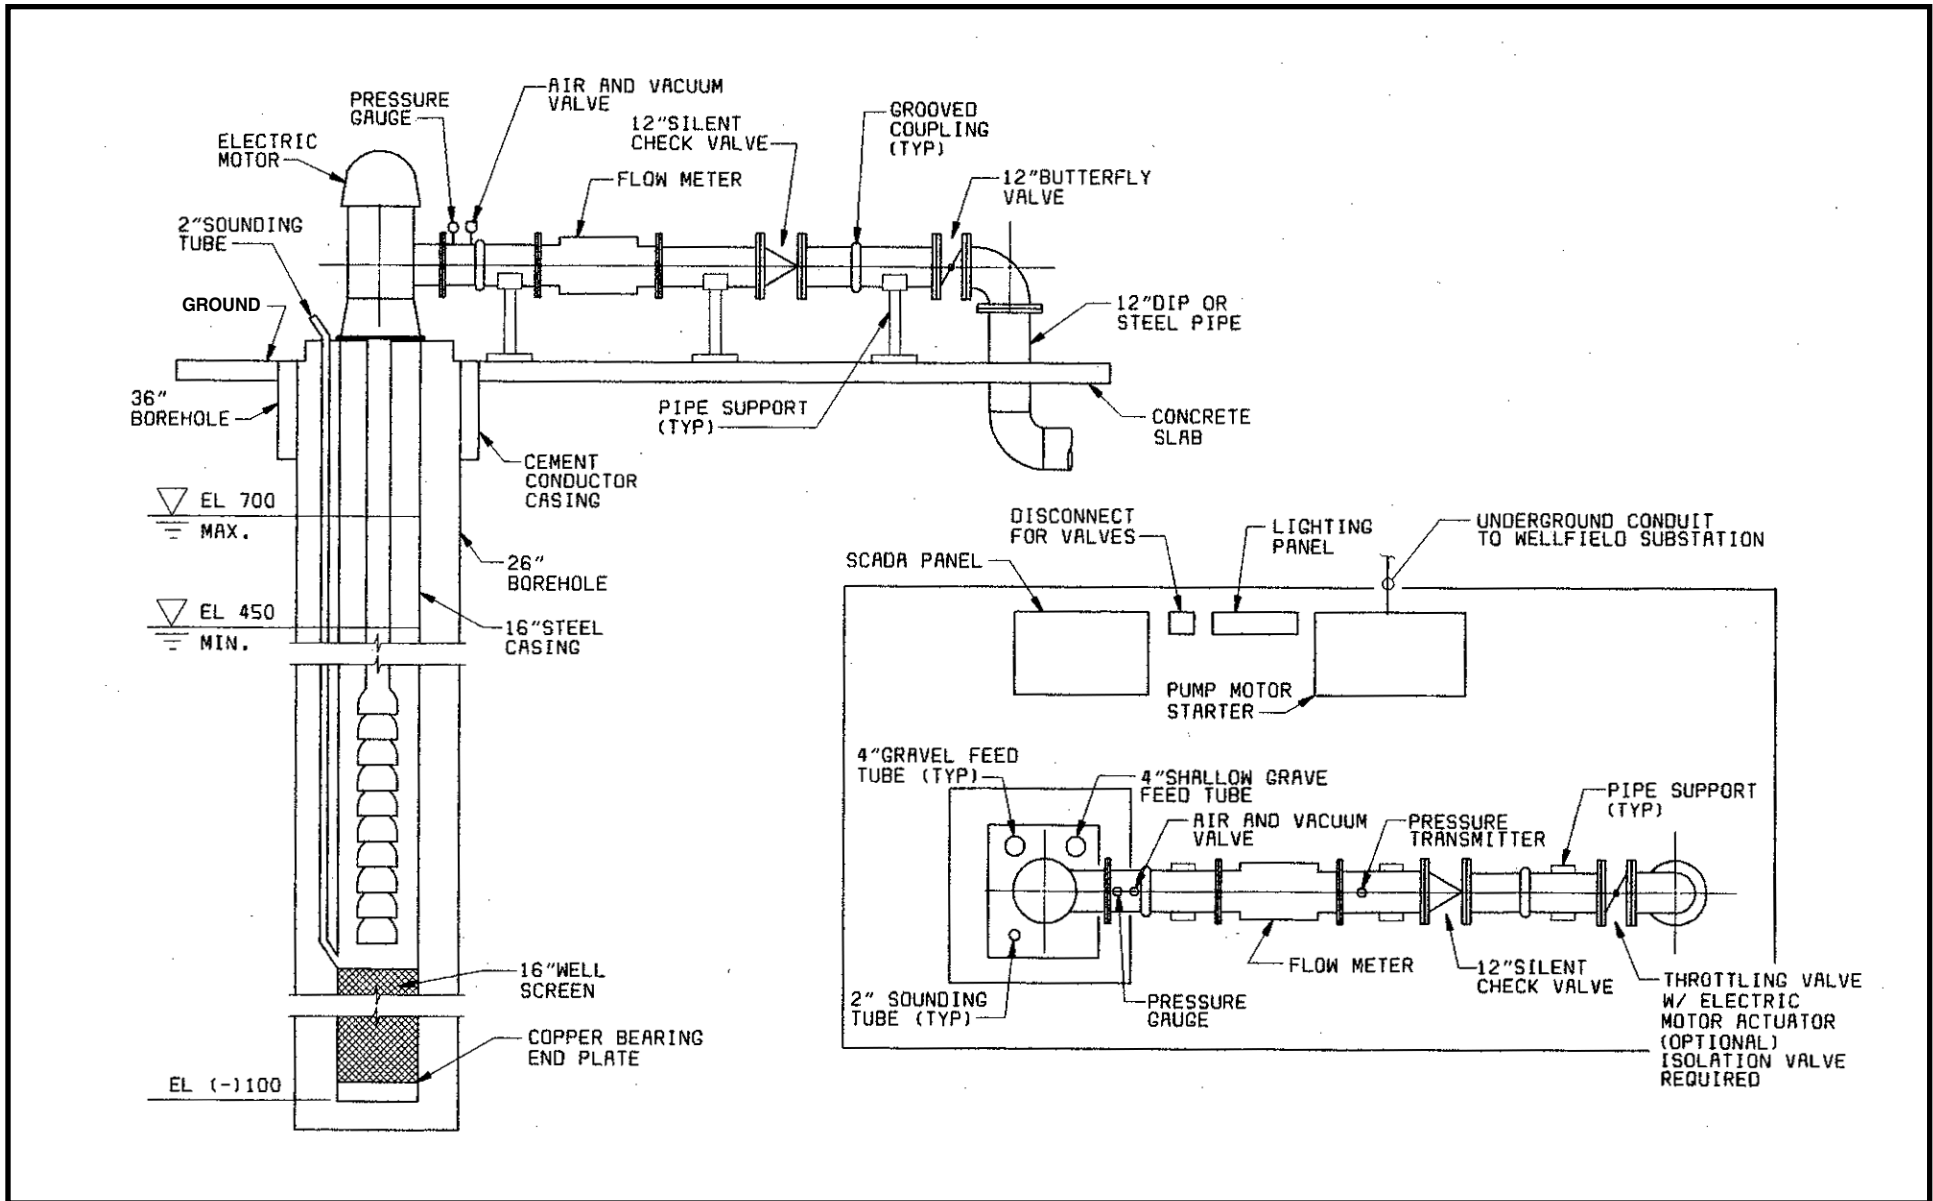 AIR AND VACUUM
VALVE
PRESSURE
GAUGE
12"SILENT
CHECK VALVE
GROOVED
COUPLING
(TYP)
ELECTRIC
MOTOR
FLOW METER
12"BUTTERFLY
VALVE
2"SOUNDING
TUBE
GROUND
12"DIP OR
STEEL PIPE
36"
BOREHOLE
PIPE SUPPORT
(TYP)
CONCRETE
SLAB
CEMENT
CONDUCTOR
CASING
EL 700
MAX.
26"
BOREHOLE
EL 450
MIN.
16"STEEL
CASING
16"WELL
SCREEN
COPPER BEARING
END PLATE
EL (-)100
DISCONNECT
FOR VALVES
LIGHTING
PANEL
UNDERGROUND CONDUIT
TO WELLFIELD SUBSTATION
SCADA PANEL
PUMP MOTOR
STARTER
4"GRAVEL FEED
TUBE (TYP)
4"SHALLOW GRAVE
FEED TUBE
AIR AND VACUUM
VALVE
PRESSURE
TRANSMITTER
PIPE SUPPORT
(TYP)
2" SOUNDING
TUBE (TYP)
PRESSURE
GAUGE
FLOW METER
12"SILENT
CHECK VALVE
THROTTLING VALVE
W/ ELECTRIC
MOTOR ACTUATOR
(OPTIONAL)
ISOLATION VALVE
REQUIRED